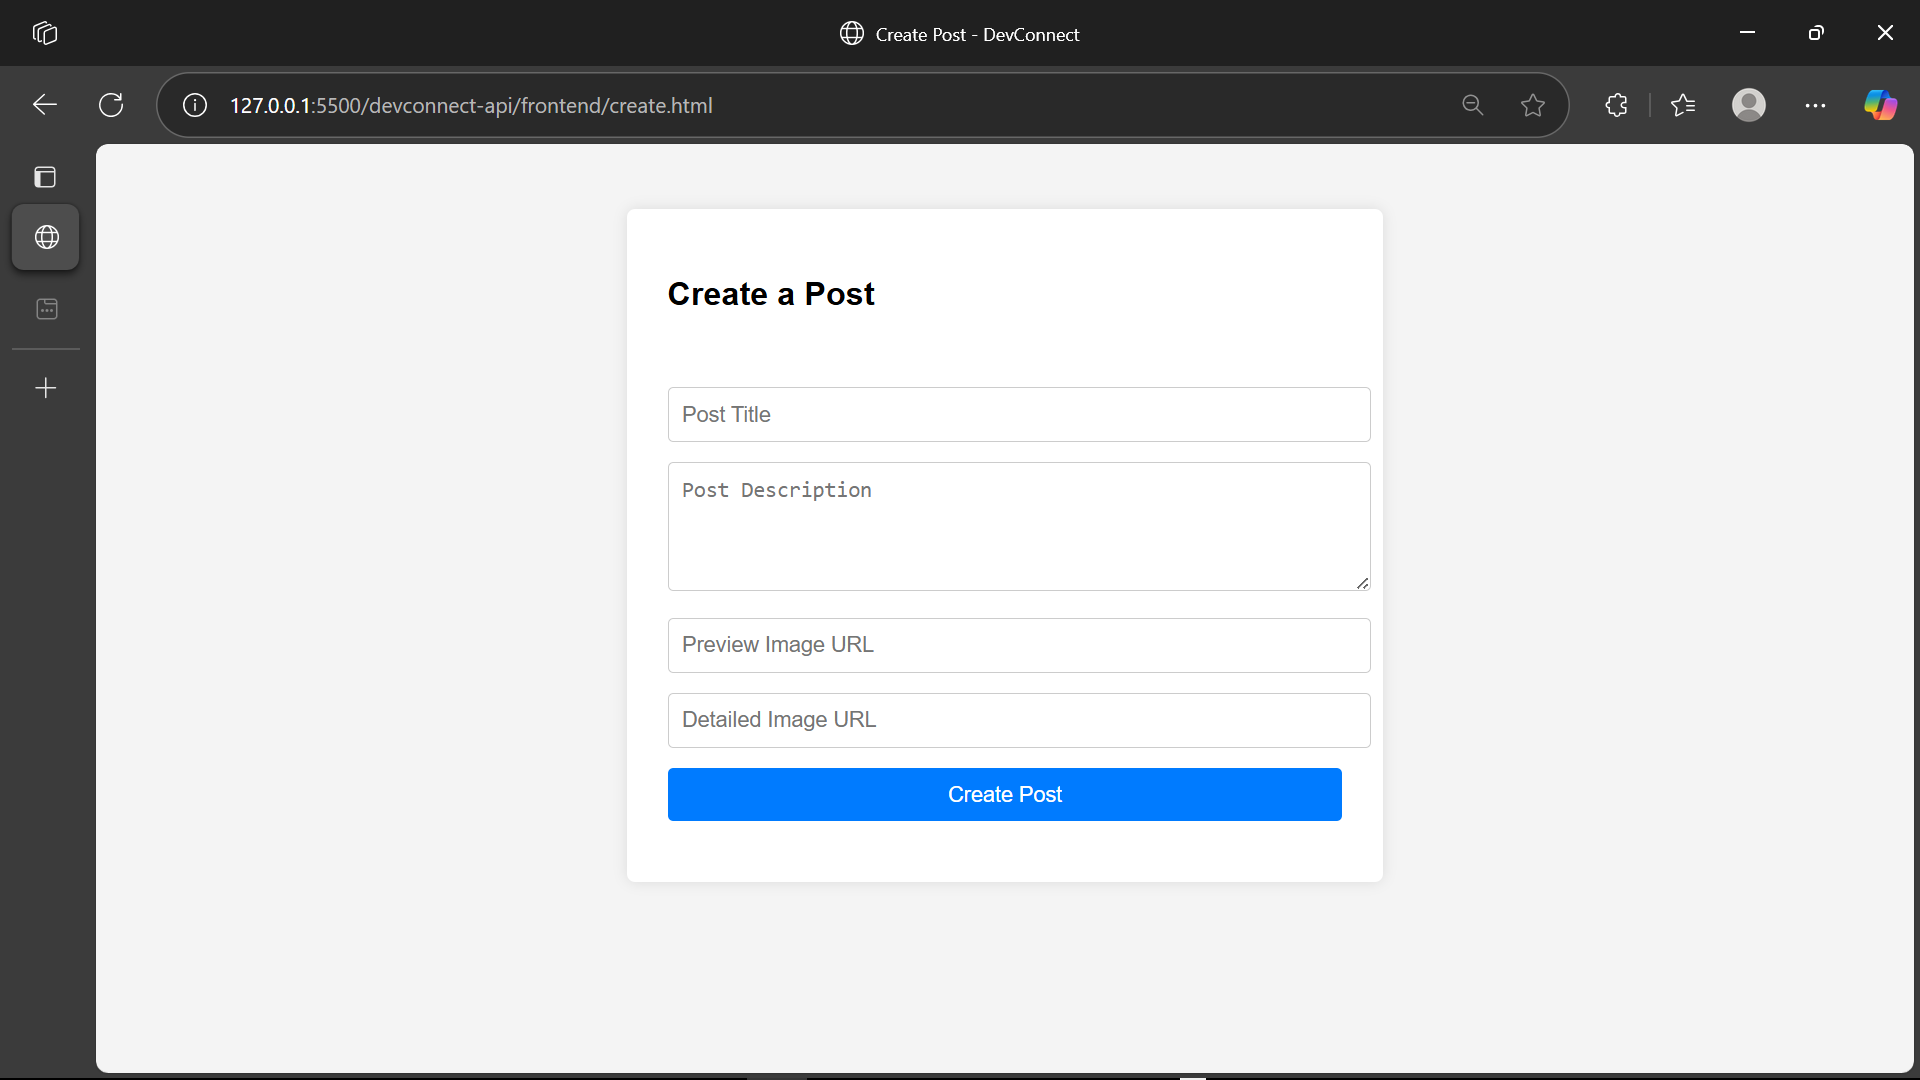 Create Post - DevConnect
127.0.0.1:5500/devconnect-api/frontend/create.html
Create a Post
Post Title
Post Description
Preview Image URL
Detailed Image URL
Create Post